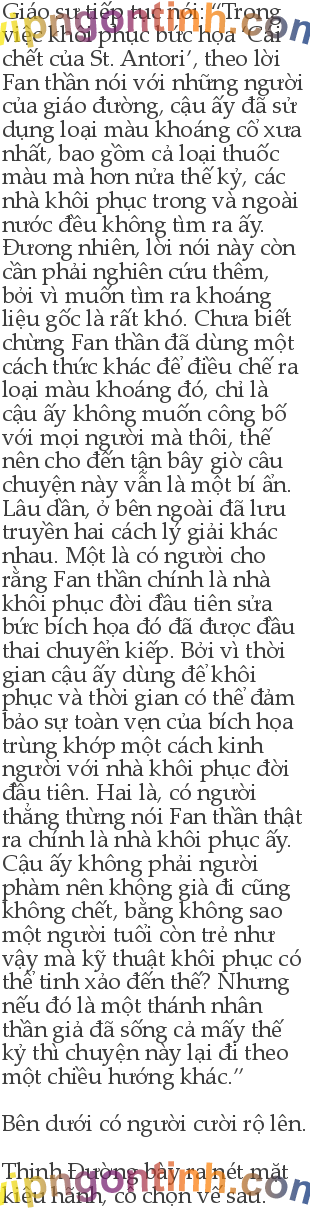 Giáo sư tiếp tục nói: “Trong
việc khôi phục bức họa ‘Cái
chết của St. Antori’, theo lời
Fan thần nói với những người
của giáo đường, cậu ấy đã sử
dụng loại màu khoáng cổ xưa
nhất, bao gồm cả loại thuốc
màu mà hơn nửa thế kỷ, các
nhà khôi phục trong và ngoài
nước đều không tìm ra ấy.
Đương nhiên, lời nói này còn
cần phải nghiên cứu thêm,
bởi vì muốn tìm ra khoáng
liệu gốc là rất khó. Chưa biết
chừng Fan thần đã dùng một
cách thức khác để điều chế ra
loại màu khoáng đó, chỉ là
cậu ấy không muốn công bố
với mọi người mà thôi, thế
nên cho đến tận bây giờ câu
chuyện này vẫn là một bí ẩn.
Lâu dần, ở bên ngoài đã lưu
truyền hai cách lý giải khác
nhau. Một là có người cho
rằng Fan thần chính là nhà
khôi phục đời đầu tiên sửa
bức bích họa đó đã được đầu
thai chuyển kiếp. Bởi vì thời
gian cậu ấy dùng để khôi
phục và thời gian có thể đảm
bảo sự toàn vẹn của bích họa
trùng khớp một cách kinh
người với nhà khôi phục đời
đầu tiên. Hai là, có người
thẳng thừng nói Fan thần thật
ra chính là nhà khôi phục ấy.
Cậu ấy không phải người
phàm nên không già đi cũng
không chết, bằng không sao
một người tuổi còn trẻ như
vậy mà kỹ thuật khôi phục có
thể tinh xảo đến thế? Nhưng
nếu đó là một thánh nhân
thần giả đã sống cả mấy thế
kỷ thì chuyện này lại đi theo
một chiều hướng khác.”
Bên dưới có người cười rộ lên.
Thịnh Đường bày ra nét mặt
kiêu hãnh, cô chọn vế sau.
vipngontinh.com
vipngontinh.com